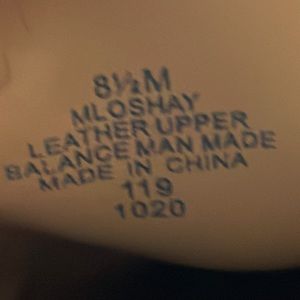 8½M
MLOSHAY
LEATHER UPPER
BALANCE MAN MADE
MADE IN CHINA
119
1020